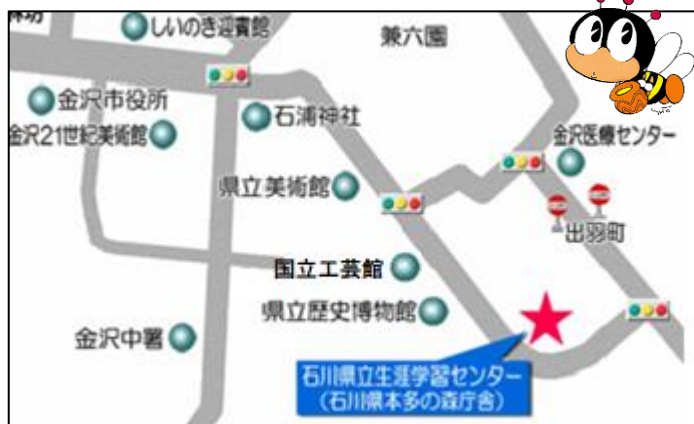 しいのき迎賓館
兼六園
金沢市役所
石浦神社
金沢21世紀美術館
金沢医療センター
県立美術館
出羽町
国立工芸館
県立歴史博物館
金沢中署
石川県立生涯学習センター
(石川県本多の森庁舎)